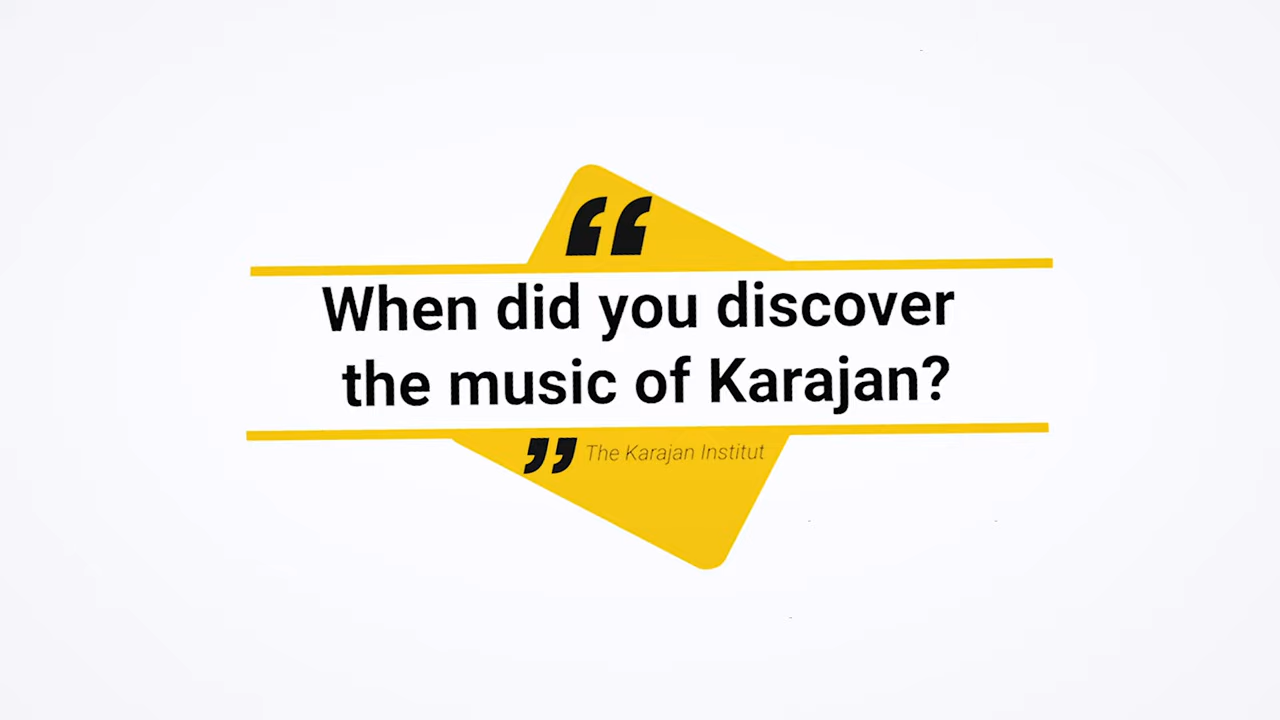 “
When did you discover
the music of Karajan?
” The Karajan Institut